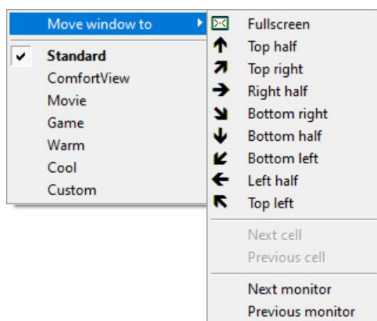 Move window to
Standard
ComfortView
Movie
Game
Warm
Cool
Custom
Fullscreen
Top half
Top right
Right half
Bottom right
Bottom half
Bottom left
Left half
Top left
Next cell
Previous cell
Next monitor
Previous monitor